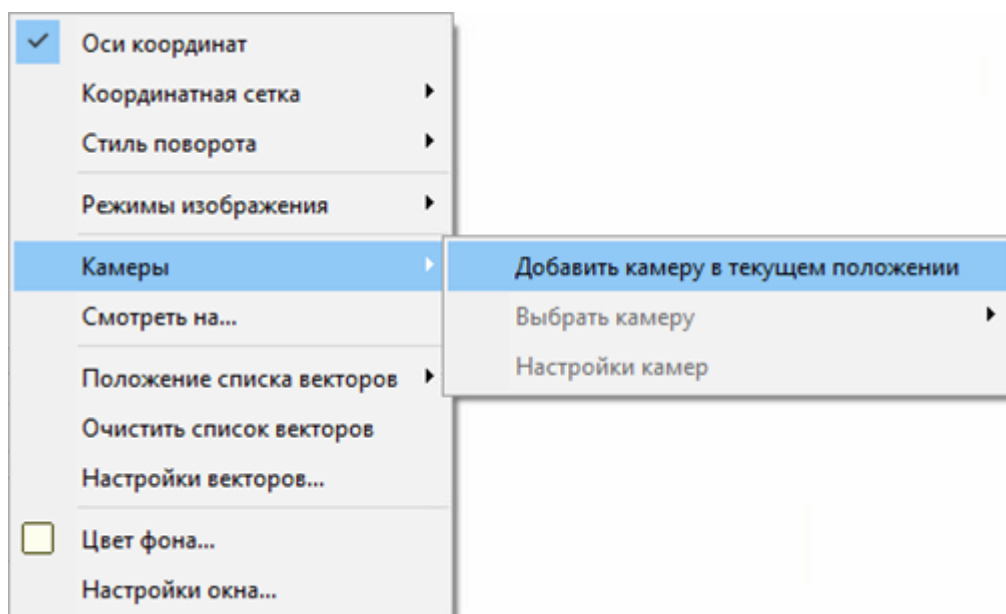 Оси координат
Координатная сетка
Стиль поворота
Режимы изображения
Камеры
Добавить камеру в текущем положении
Смотреть на...
Выбрать камеру
Настройки камер
Положение списка векторов
Очистить список векторов
Настройки векторов...
Цвет фона...
Настройки окна...